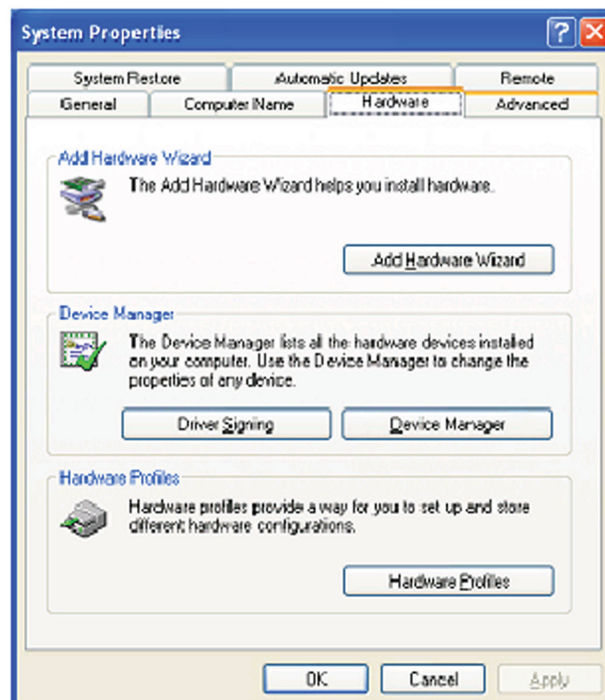 System Properties
System Restore Automatic Updates Remote
General Computer Name Hardware Advanced
Add Hardware Wizard
The Add Hardware Wizard helps you install hardware.
Add Hardware Wizard
Device Manager
The Device Manager lists all the hardware devices installed
on your computer. Use the Device Manager to change the
properties of any device.
Driver Signing Device Manager
Hardware Profiles
Hardware profiles provide a way for you to set up and store
different hardware configurations.
Hardware Profiles
OK Cancel Apply